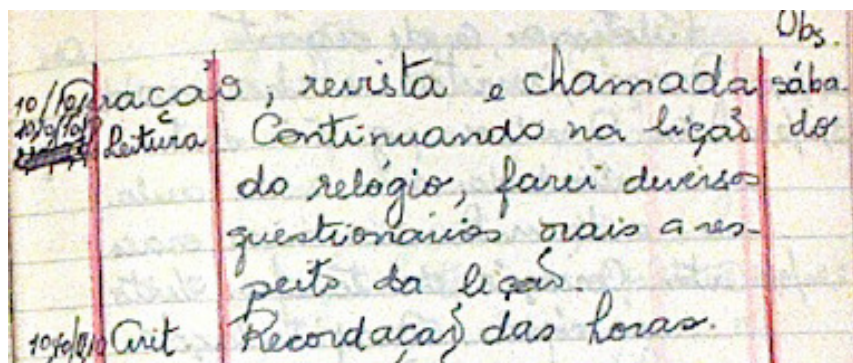 Obs.
10/10/ Oração, revista e chamada sába-
Leitura Continuando na lição do
do relógio, farei diversos
questionários orais a res-
peito da lição.
Arit Recordação das horas.